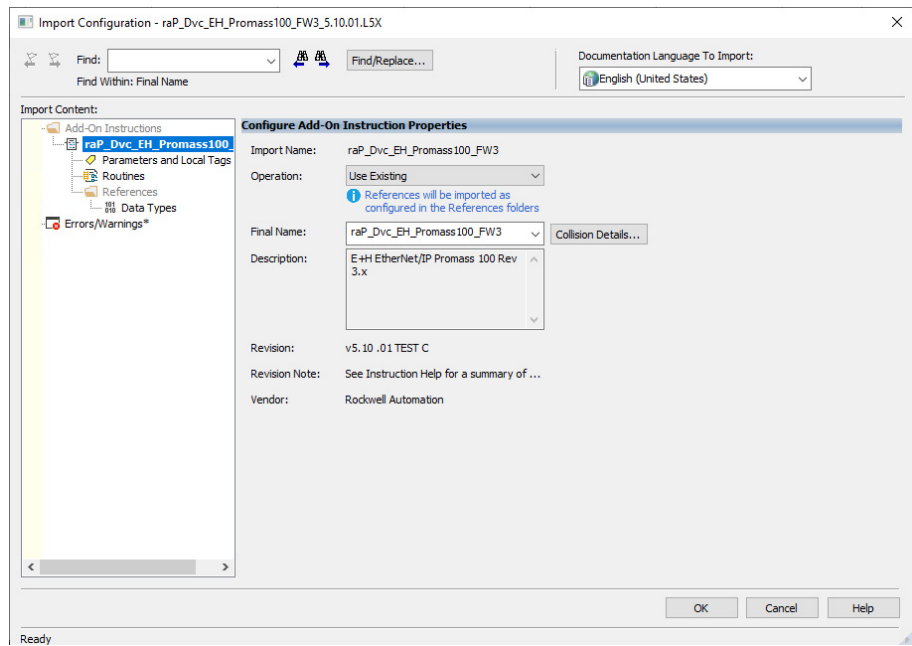 Import Configuration - raP_Dvc_EH_Promass100_FW3_5.10.01.L5X
Find:
Find/Replace...
Find Within: Final Name
Documentation Language To Import:
English (United States)
Import Content:
Add-On Instructions
raP_Dvc_EH_Promass100_
Parameters and Local Tags
Routines
References
Data Types
Errors/Warnings*
Configure Add-On Instruction Properties
Import Name: raP_Dvc_EH_Promass100_FW3
Operation: Use Existing
References will be imported as
configured in the References folders
Final Name: raP_Dvc_EH_Promass100_FW3 Collision Details...
Description: E+H EtherNet/IP Promass 100 Rev
3.x
Revision: v5.10 .01 TEST C
Revision Note: See Instruction Help for a summary of ...
Vendor: Rockwell Automation
OK Cancel Help
Ready